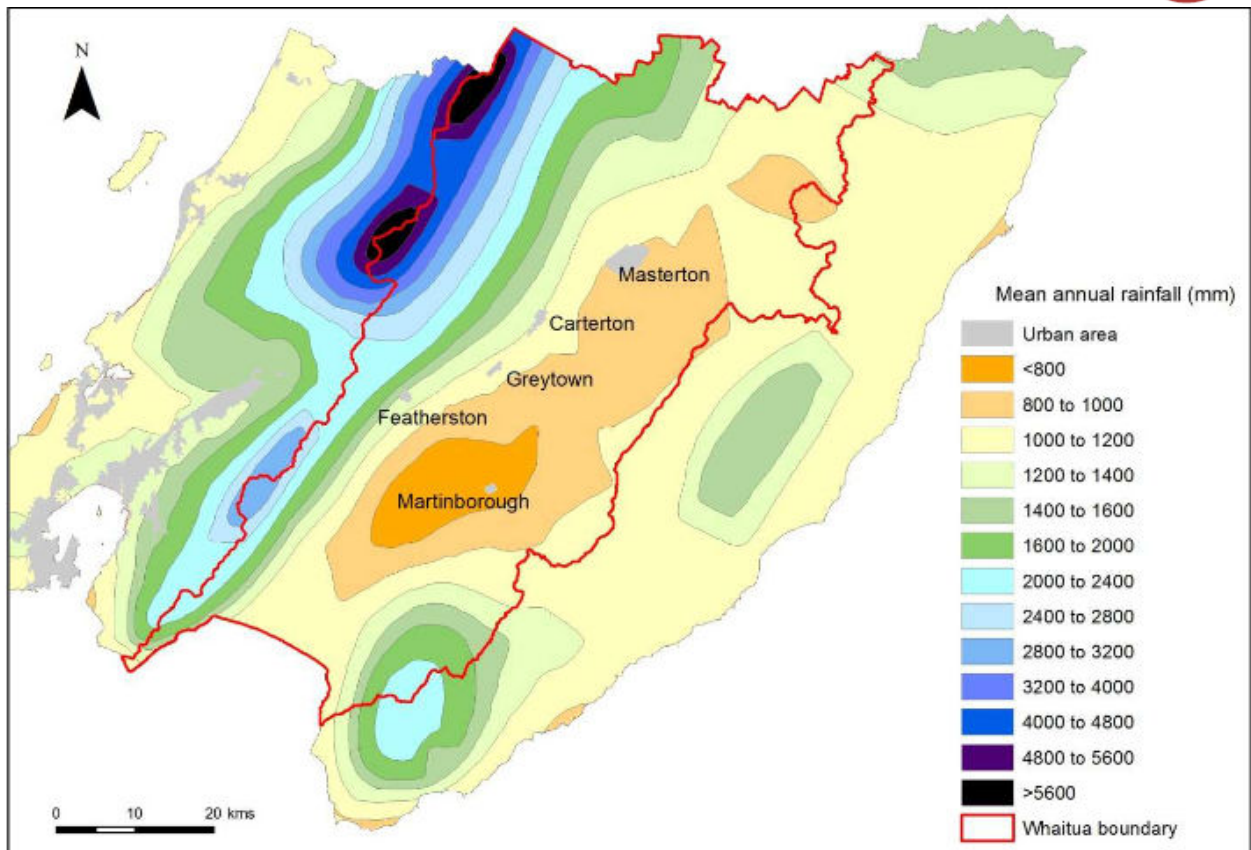 N
Masterton
Carterton
Greytown
Featherston
Martinborough
Mean annual rainfall (mm)
Urban area
<800
800 to 1000
1000 to 1200
1200 to 1400
1400 to 1600
1600 to 2000
2000 to 2400
2400 to 2800
2800 to 3200
3200 to 4000
4000 to 4800
4800 to 5600
>5600
Whaitua boundary
0 10 20 kms